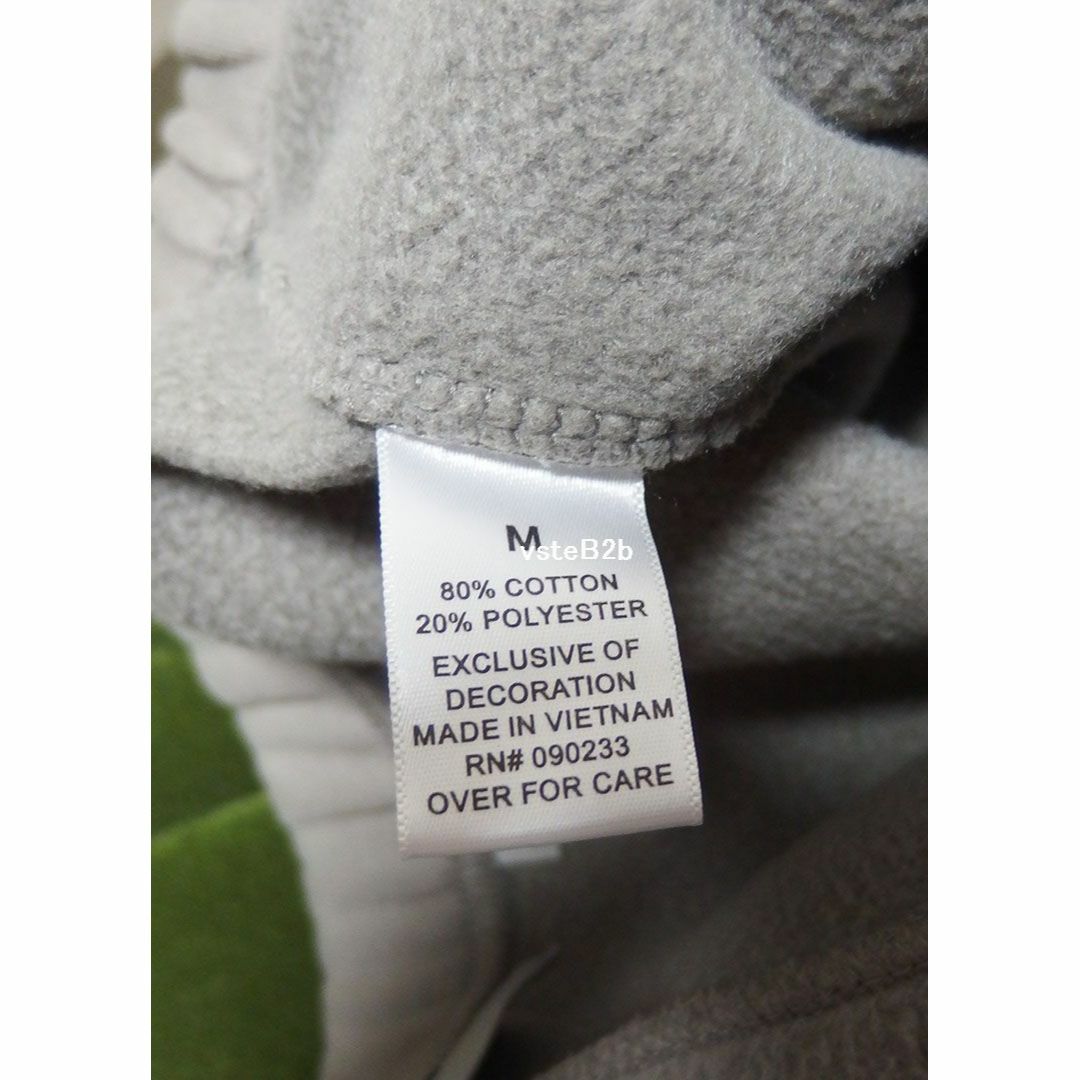 M
vsteB2b
80% COTTON
20% POLYESTER
EXCLUSIVE OF
DECORATION
MADE IN VIETNAM
RN# 090233
OVER FOR CARE